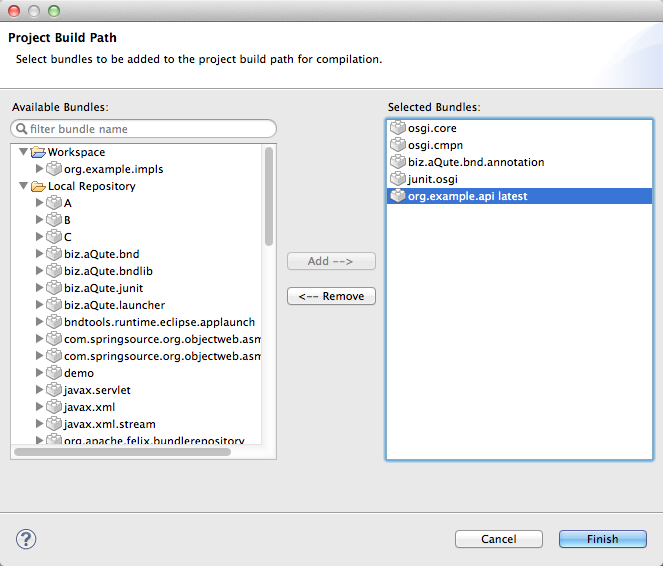 Project Build Path
Select bundles to be added to the project build path for compilation.
Available Bundles:
filter bundle name
Workspace
org.example.impls
Local Repository
A
B
C
biz.aQute.bnd
biz.aQute.bndlib
biz.aQute.junit
biz.aQute.launcher
bndtools.runtime.eclipse.applaunch
com.springsource.org.objectweb.asm
com.springsource.org.objectweb.asm
demo
javax.servlet
javax.xml
javax.xml.stream
org.apache.felix.bundlerepository
Add -->
<-- Remove
Selected Bundles:
osgi.core
osgi.cmpn
biz.aQute.bnd.annotation
junit.osgi
org.example.api latest
?
Cancel
Finish